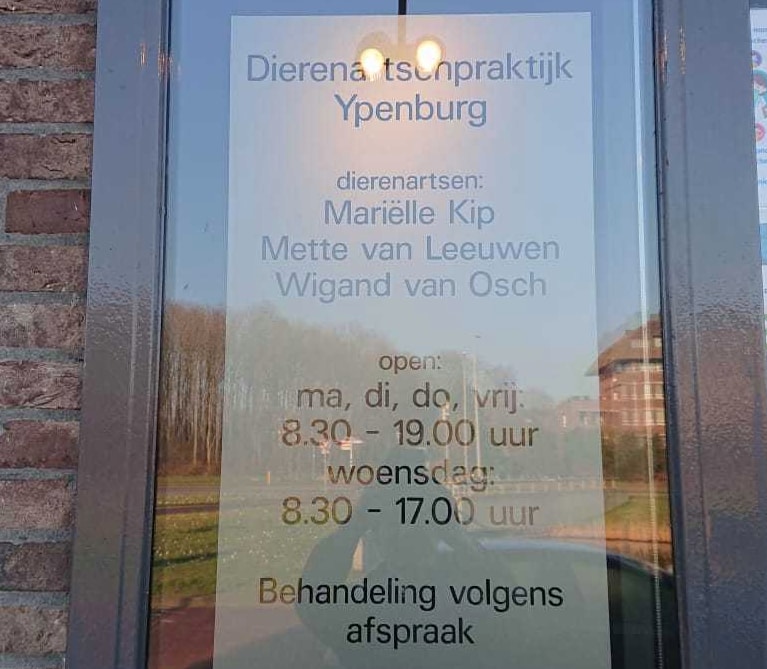 Dierenartsenpraktijk
Ypenburg
dierenartsen:
Mariëlle Kip
Mette van Leeuwen
Wigand van Osch
open:
ma, di, do, vrij:
8.30 - 19.00 uur
woensdag:
8.30 - 17.00 uur
Behandeling volgens
afspraak